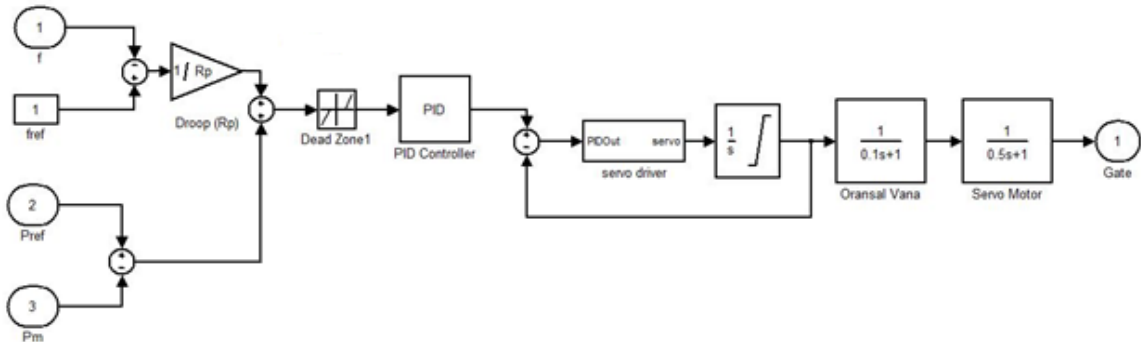 1
f
1
fref
1/ Rp
Droop (Rp)
2
Pref
3
Pm
Dead Zone1
PID
PID Controller
PIDOut servo
servo driver
1
s
1
0.1s+1
Oransal Vana
1
0.5s+1
Servo Motor
1
Gate